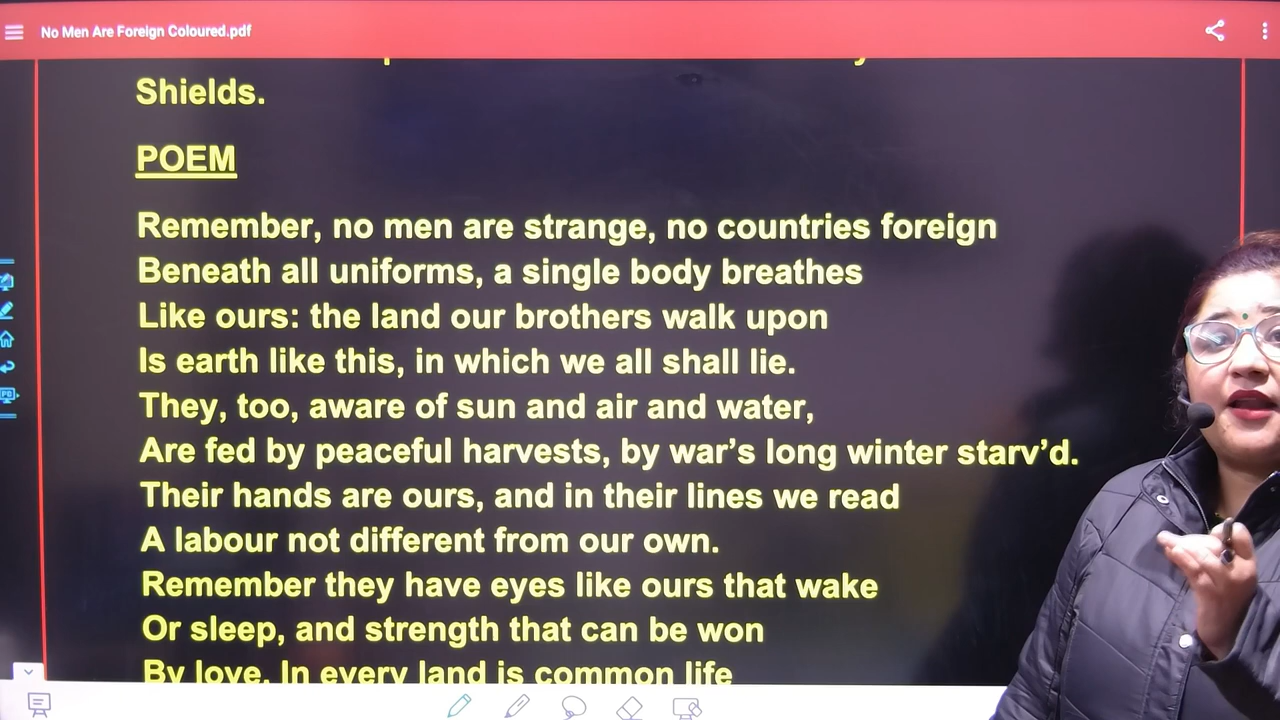 No Men Are Foreign Coloured.pdf
Shields.
POEM
Remember, no men are strange, no countries foreign
Beneath all uniforms, a single body breathes
Like ours: the land our brothers walk upon
Is earth like this, in which we all shall lie.
They, too, aware of sun and air and water,
Are fed by peaceful harvests, by war’s long winter starv’d.
Their hands are ours, and in their lines we read
A labour not different from our own.
Remember they have eyes like ours that wake
Or sleep, and strength that can be won
By love. In every land is common life